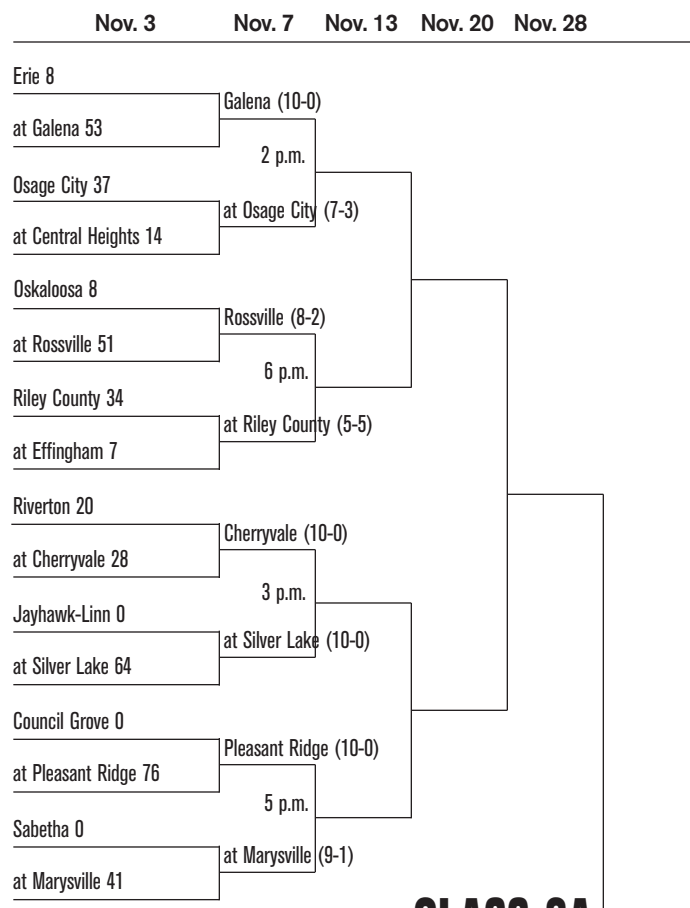 Nov. 3 Nov. 7 Nov. 13 Nov. 20 Nov. 28
Erie 8
at Galena 53
Osage City 37
at Central Heights 14
Oskaloosa 8
at Rossville 51
Riley County 34
at Effingham 7
Riverton 20
at Cherryvale 28
Jayhawk-Linn 0
at Silver Lake 64
Council Grove 0
at Pleasant Ridge 76
Sabetha 0
at Marysville 41
Galena (10-0)
2 p.m.
at Osage City (7-3)
Rossville (8-2)
6 p.m.
at Riley County (5-5)
Cherryvale (10-0)
3 p.m.
at Silver Lake (10-0)
Pleasant Ridge (10-0)
5 p.m.
at Marysville (9-1)